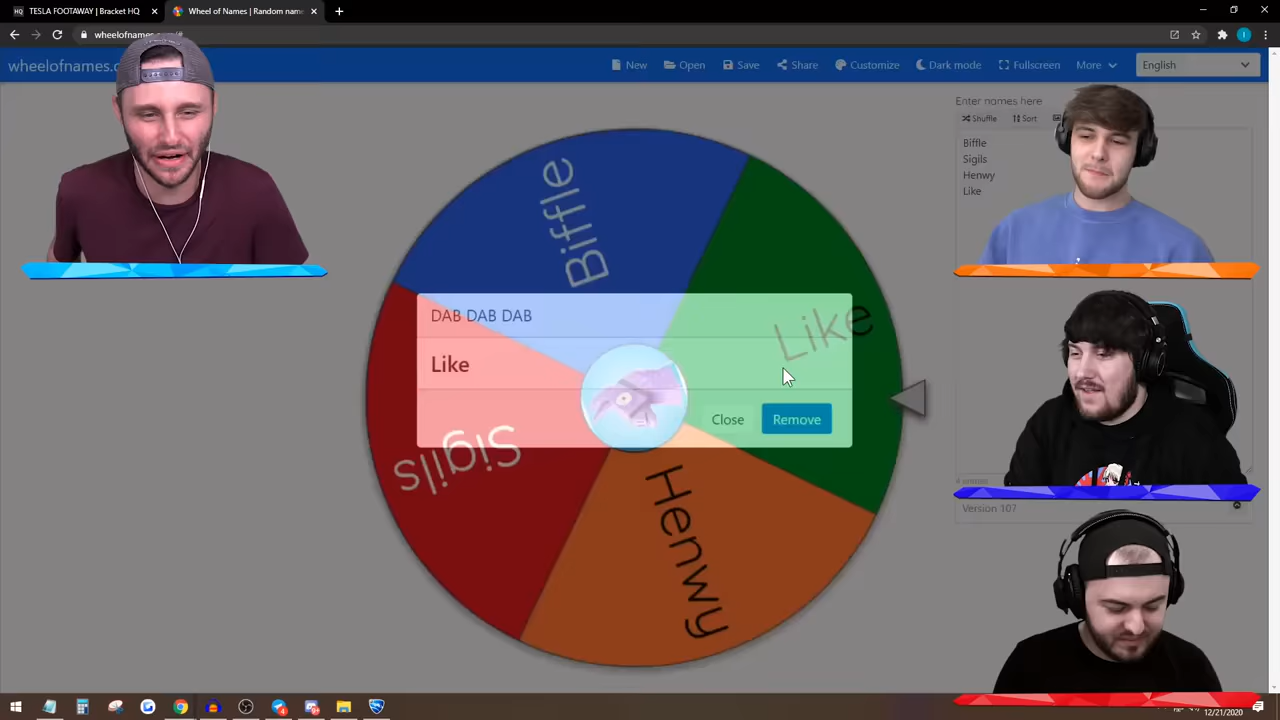 TESLA FOOTAWAY | Bracket HQ
Wheel of Names | Random name
wheelofnames.c
New
Open
Save
Share
Customize
Dark mode
Fullscreen
More
English
Enter names here
Shuffle
Sort
Biffle
Sigils
Henwy
Like
Biffle
Like
Sigils
Henwy
DAB DAB DAB
Like
Close
Remove
Version 107
12/21/2020